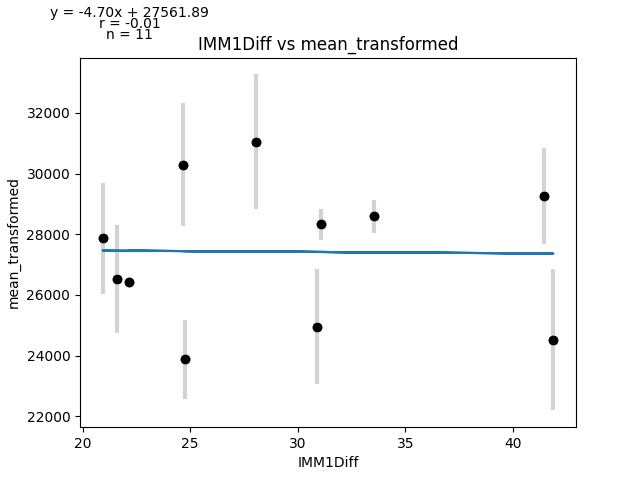 y = -4.70x + 27561.89
r = -0.01
n = 11
IMM1Diff vs mean_transformed
32000
30000
28000
26000
24000
22000
mean_transformed
20
25
30
35
40
IMM1Diff